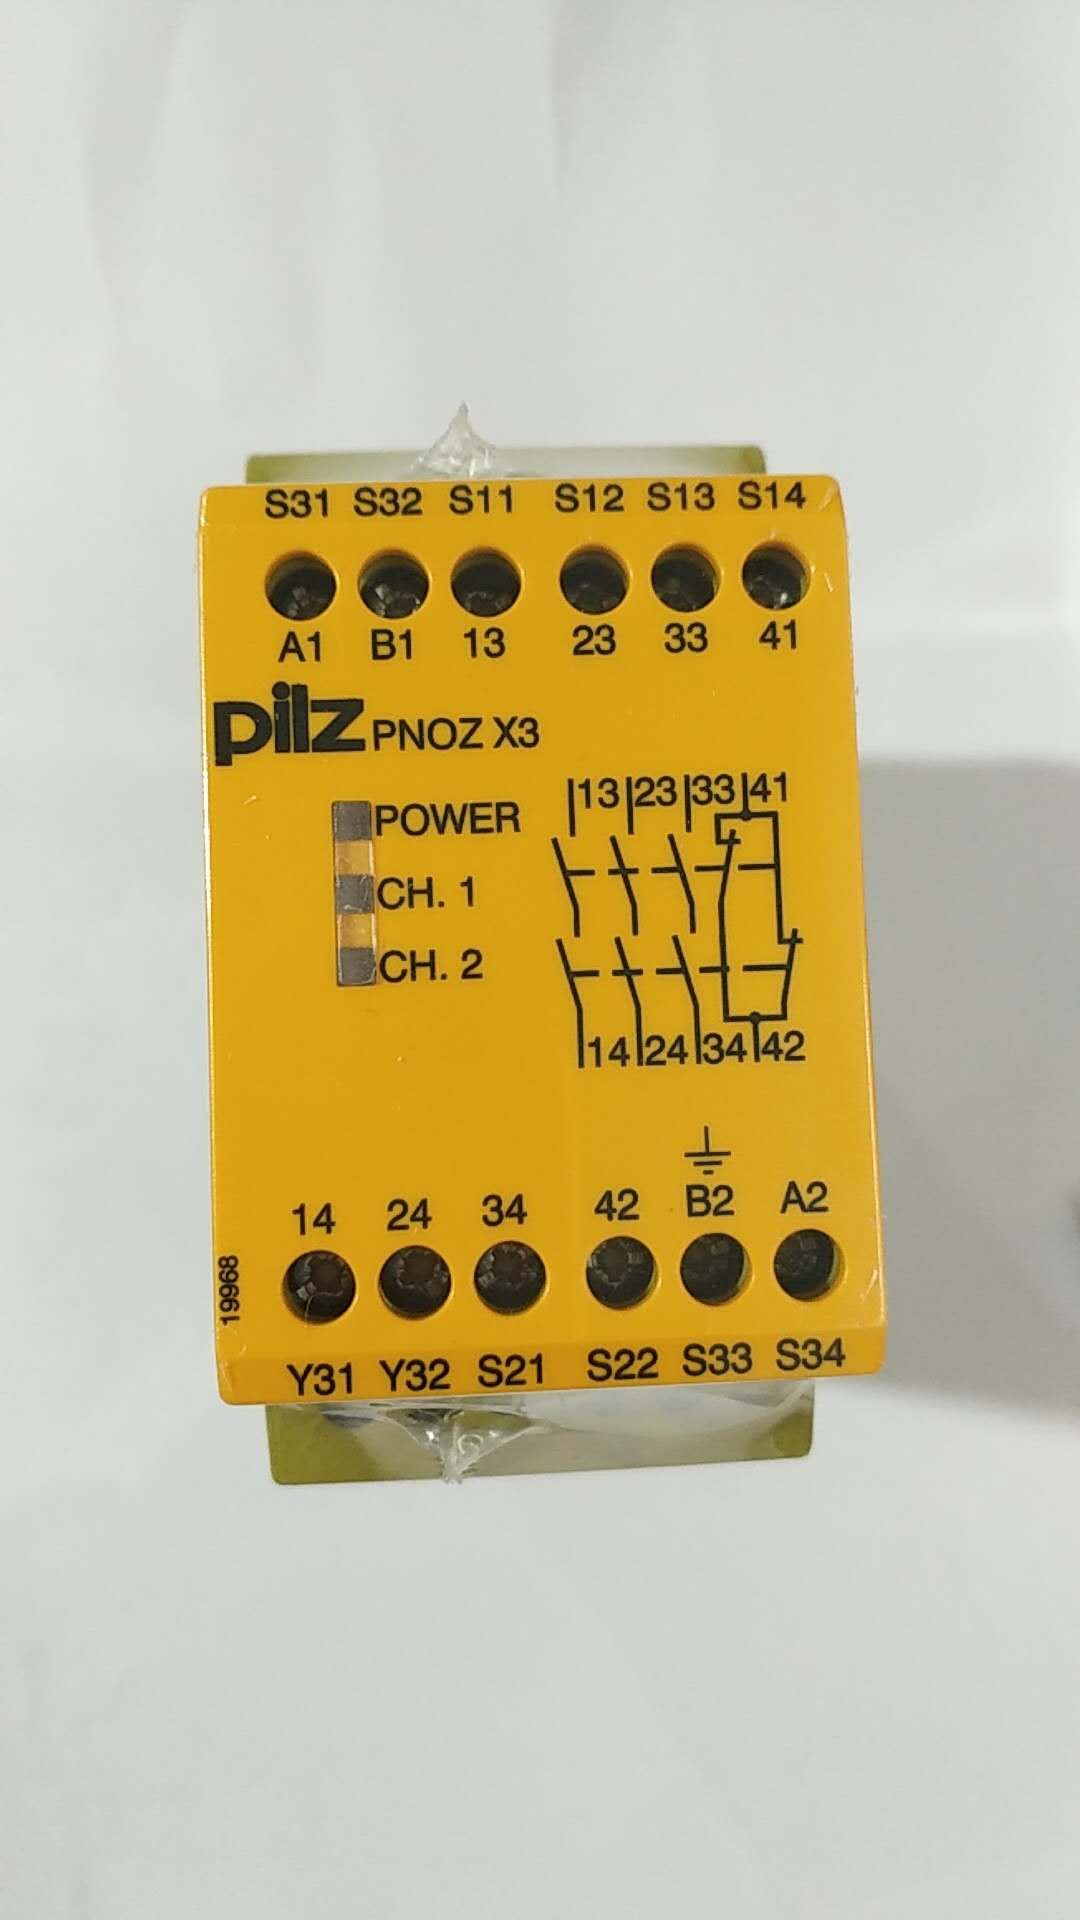 S31 S32 S11 S12 S13 S14
A1 B1 13 23 33 41
pilz PNOZ X3
13 23 33 41
POWER
CH. 1
CH. 2
14 24 34 42
14 24 34 42 B2 A2
19968
Y31 Y32 S21 S22 S33 S34